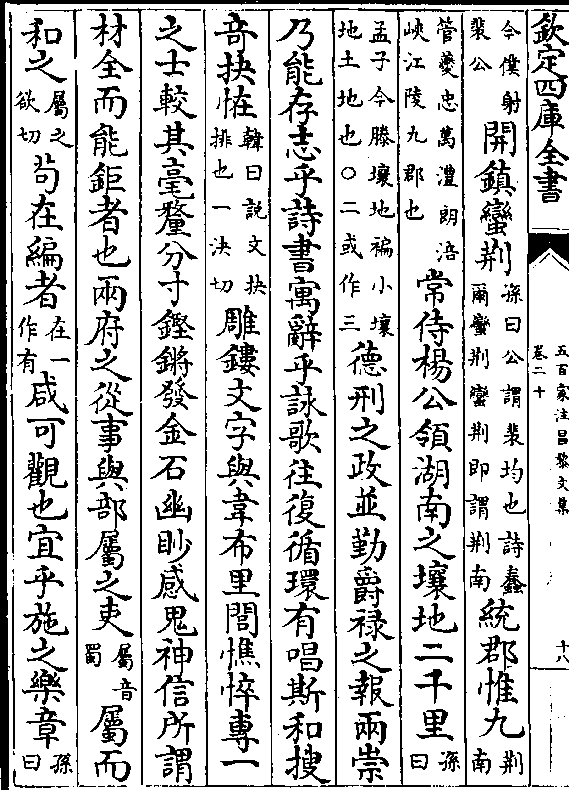 欽定四庫全書 五百家注昌黎文集 卷二十 十八
今僕射裴公開鎮蠻荆孫曰公謂裴均也詩蠢爾蠻荆蠻荆即謂荆南統郡惟九荆南
管夔忠萬澧朗涪峽江陵九郡也常侍楊公領湖南之壤地二千里孫曰
孟子今滕壤地褊小壤地土地也○二或作三德刑之政並勤爵禄之報兩崇
乃能存志乎詩書寓辭乎詠歌往復循環有唱斯和搜
竒抉恠韓曰說文抉排也一決切雕鏤文字與韋布里閭憔悴專一
之士較其毫釐分寸鏗鏘發金石幽眇感鬼神信所謂
材全而能鉅者也兩府之從事與部屬之吏屬音蜀屬而
和之屬之欲切苟在編者在一作有咸可觀也宜乎施之樂章孫曰